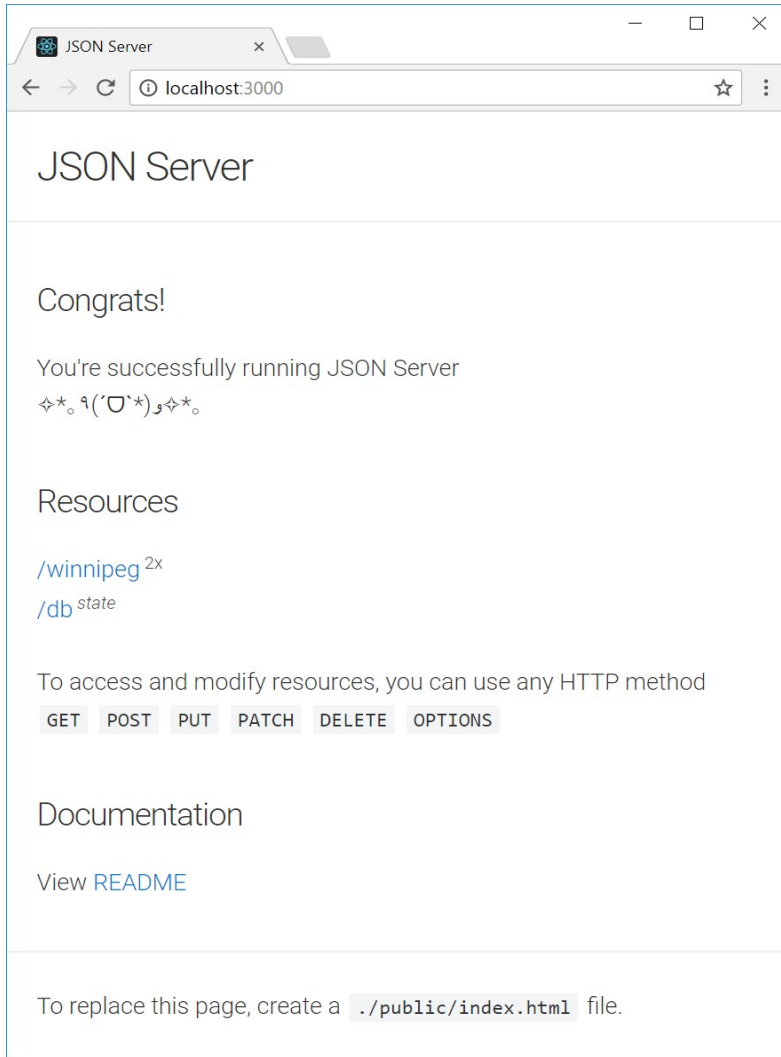 JSON Server
localhost:3000
JSON Server
Congrats!
You're successfully running JSON Server
✧*｡٩(ˊᗜˋ*)و✧*｡
Resources
/winnipeg 2x
/db state
To access and modify resources, you can use any HTTP method
GET POST PUT PATCH DELETE OPTIONS
Documentation
View README
To replace this page, create a ./public/index.html file.